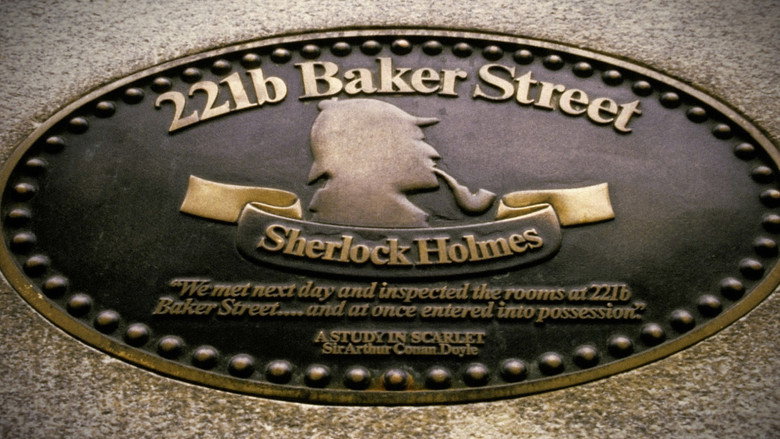 221b Baker Street
Sherlock Holmes
"We met next day and inspected the rooms at 221b
Baker Street.... and at once entered into possession".
A STUDY IN SCARLET
Sir Arthur Conan Doyle